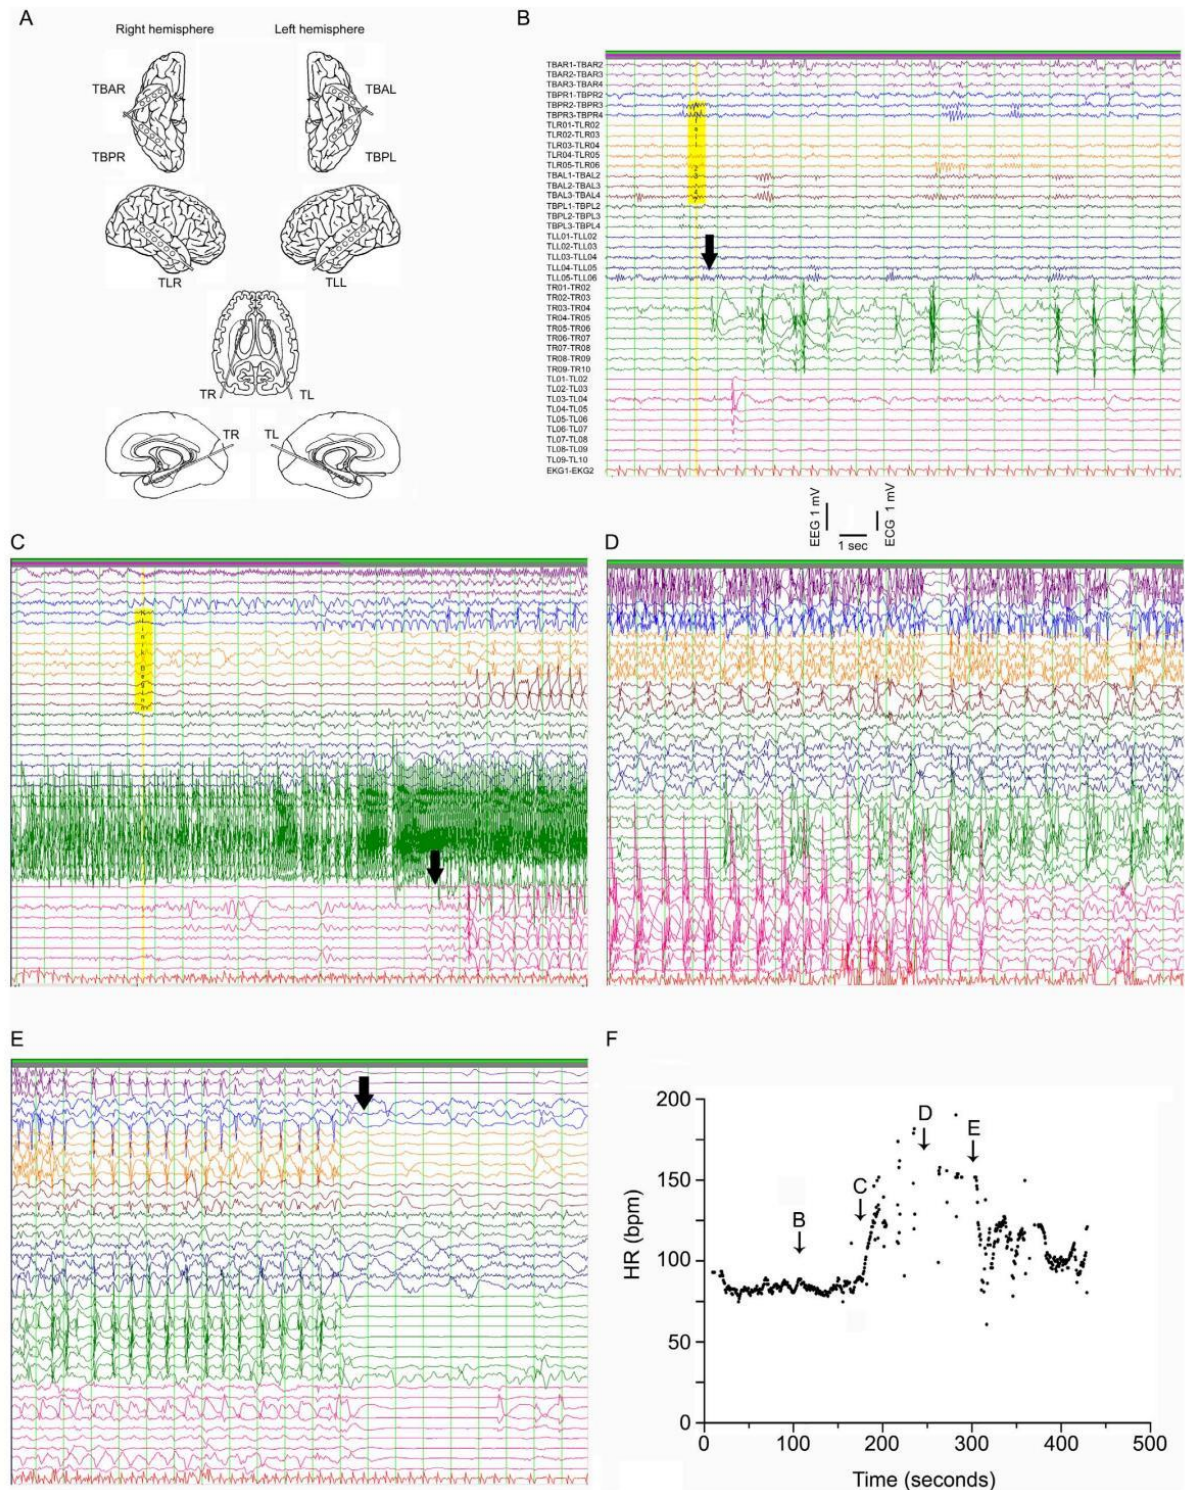 A
Right hemisphere
Left hemisphere
TBAR
TBAL
TBPR
TBPL
TLR
TLL
TR
TL
TR
TL
B
TBAR1-TBAR2
TBAR2-TBAR3
TBAR3-TBAR4
TBPR1-TBPR2
TBPR2-TBPR3
TBPR3-TBPR4
TLR01-TLR02
TLR02-TLR03
TLR03-TLR04
TLR04-TLR05
TLR05-TLR06
TBAL1-TBAL2
TBAL2-TBAL3
TBAL3-TBAL4
TBPL1-TBPL2
TBPL2-TBPL3
TBPL3-TBPL4
TLL01-TLL02
TLL02-TLL03
TLL03-TLL04
TLL04-TLL05
TLL05-TLL06
TR01-TR02
TR02-TR03
TR03-TR04
TR04-TR05
TR05-TR06
TR06-TR07
TR07-TR08
TR08-TR09
TR09-TR10
TL01-TL02
TL02-TL03
TL03-TL04
TL04-TL05
TL05-TL06
TL06-TL07
TL07-TL08
TL08-TL09
TL09-TL10
EKG1-EKG2
EEG 1 mV
1 sec
ECG 1 mV
C
D
E
F
200
150
100
50
0
HR (bpm)
B
C
D
E
0
100
200
300
400
500
Time (seconds)